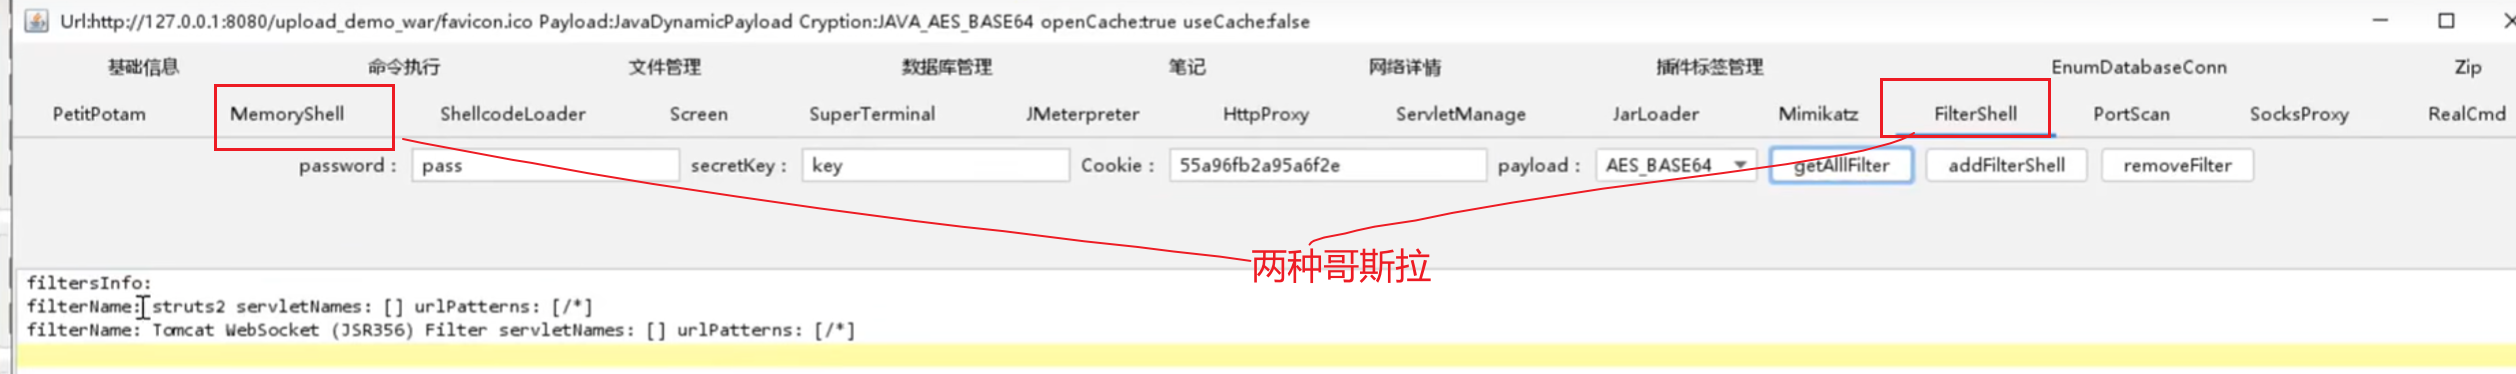 Url:http://127.0.0.1:8080/upload_demo_war/favicon.ico Payload:JavaDynamicPayload Cryption:JAVA_AES_BASE64 openCache:true useCache:false
基础信息 命令执行 文件管理 数据库管理 笔记 网络详情 插件标签管理 EnumDatabaseConn Zip
PetitPotam MemoryShell ShellcodeLoader Screen SuperTerminal JMeterpreter HttpProxy ServletManage JarLoader Mimikatz FilterShell PortScan SocksProxy RealCmd
password : pass secretKey : key Cookie : 55a96fb2a95a6f2e payload : AES_BASE64 getAllFilter addFilterShell removeFilter
两种哥斯拉
filtersInfo:
filterName: struts2 servletNames: [] urlPatterns: [/*]
filterName: Tomcat WebSocket (JSR356) Filter servletNames: [] urlPatterns: [/*]